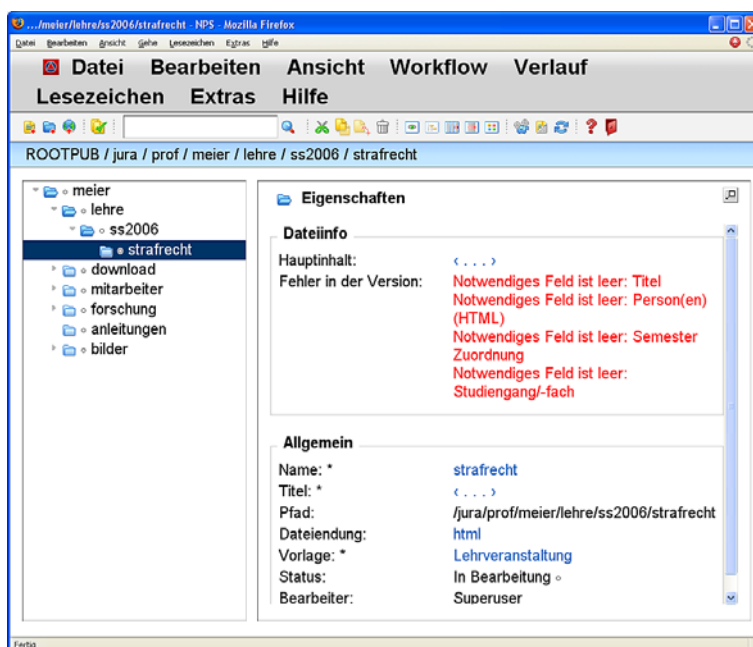 .../meier/lehre/ss2006/strafrecht - NPS - Mozilla Firefox
Datei Bearbeiten Ansicht Gehe Lesezeichen Extras Hilfe
Datei Bearbeiten Ansicht Workflow Verlauf
Lesezeichen Extras Hilfe
ROOTPUB / jura / prof / meier / lehre / ss2006 / strafrecht
meier
lehre
ss2006
strafrecht
download
mitarbeiter
forschung
anleitungen
bilder
Eigenschaften
Dateiinfo
Hauptinhalt: ‹ . . . ›
Fehler in der Version: Notwendiges Feld ist leer: Titel
Notwendiges Feld ist leer: Person(en)
(HTML)
Notwendiges Feld ist leer: Semester
Zuordnung
Notwendiges Feld ist leer:
Studiengang/-fach
Allgemein
Name: * strafrecht
Titel: * ‹ . . . ›
Pfad: /jura/prof/meier/lehre/ss2006/strafrecht
Dateiendung: html
Vorlage: * Lehrveranstaltung
Status: In Bearbeitung
Bearbeiter: Superuser
Fertig